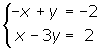 -x + y = -2
x - 3y = 2